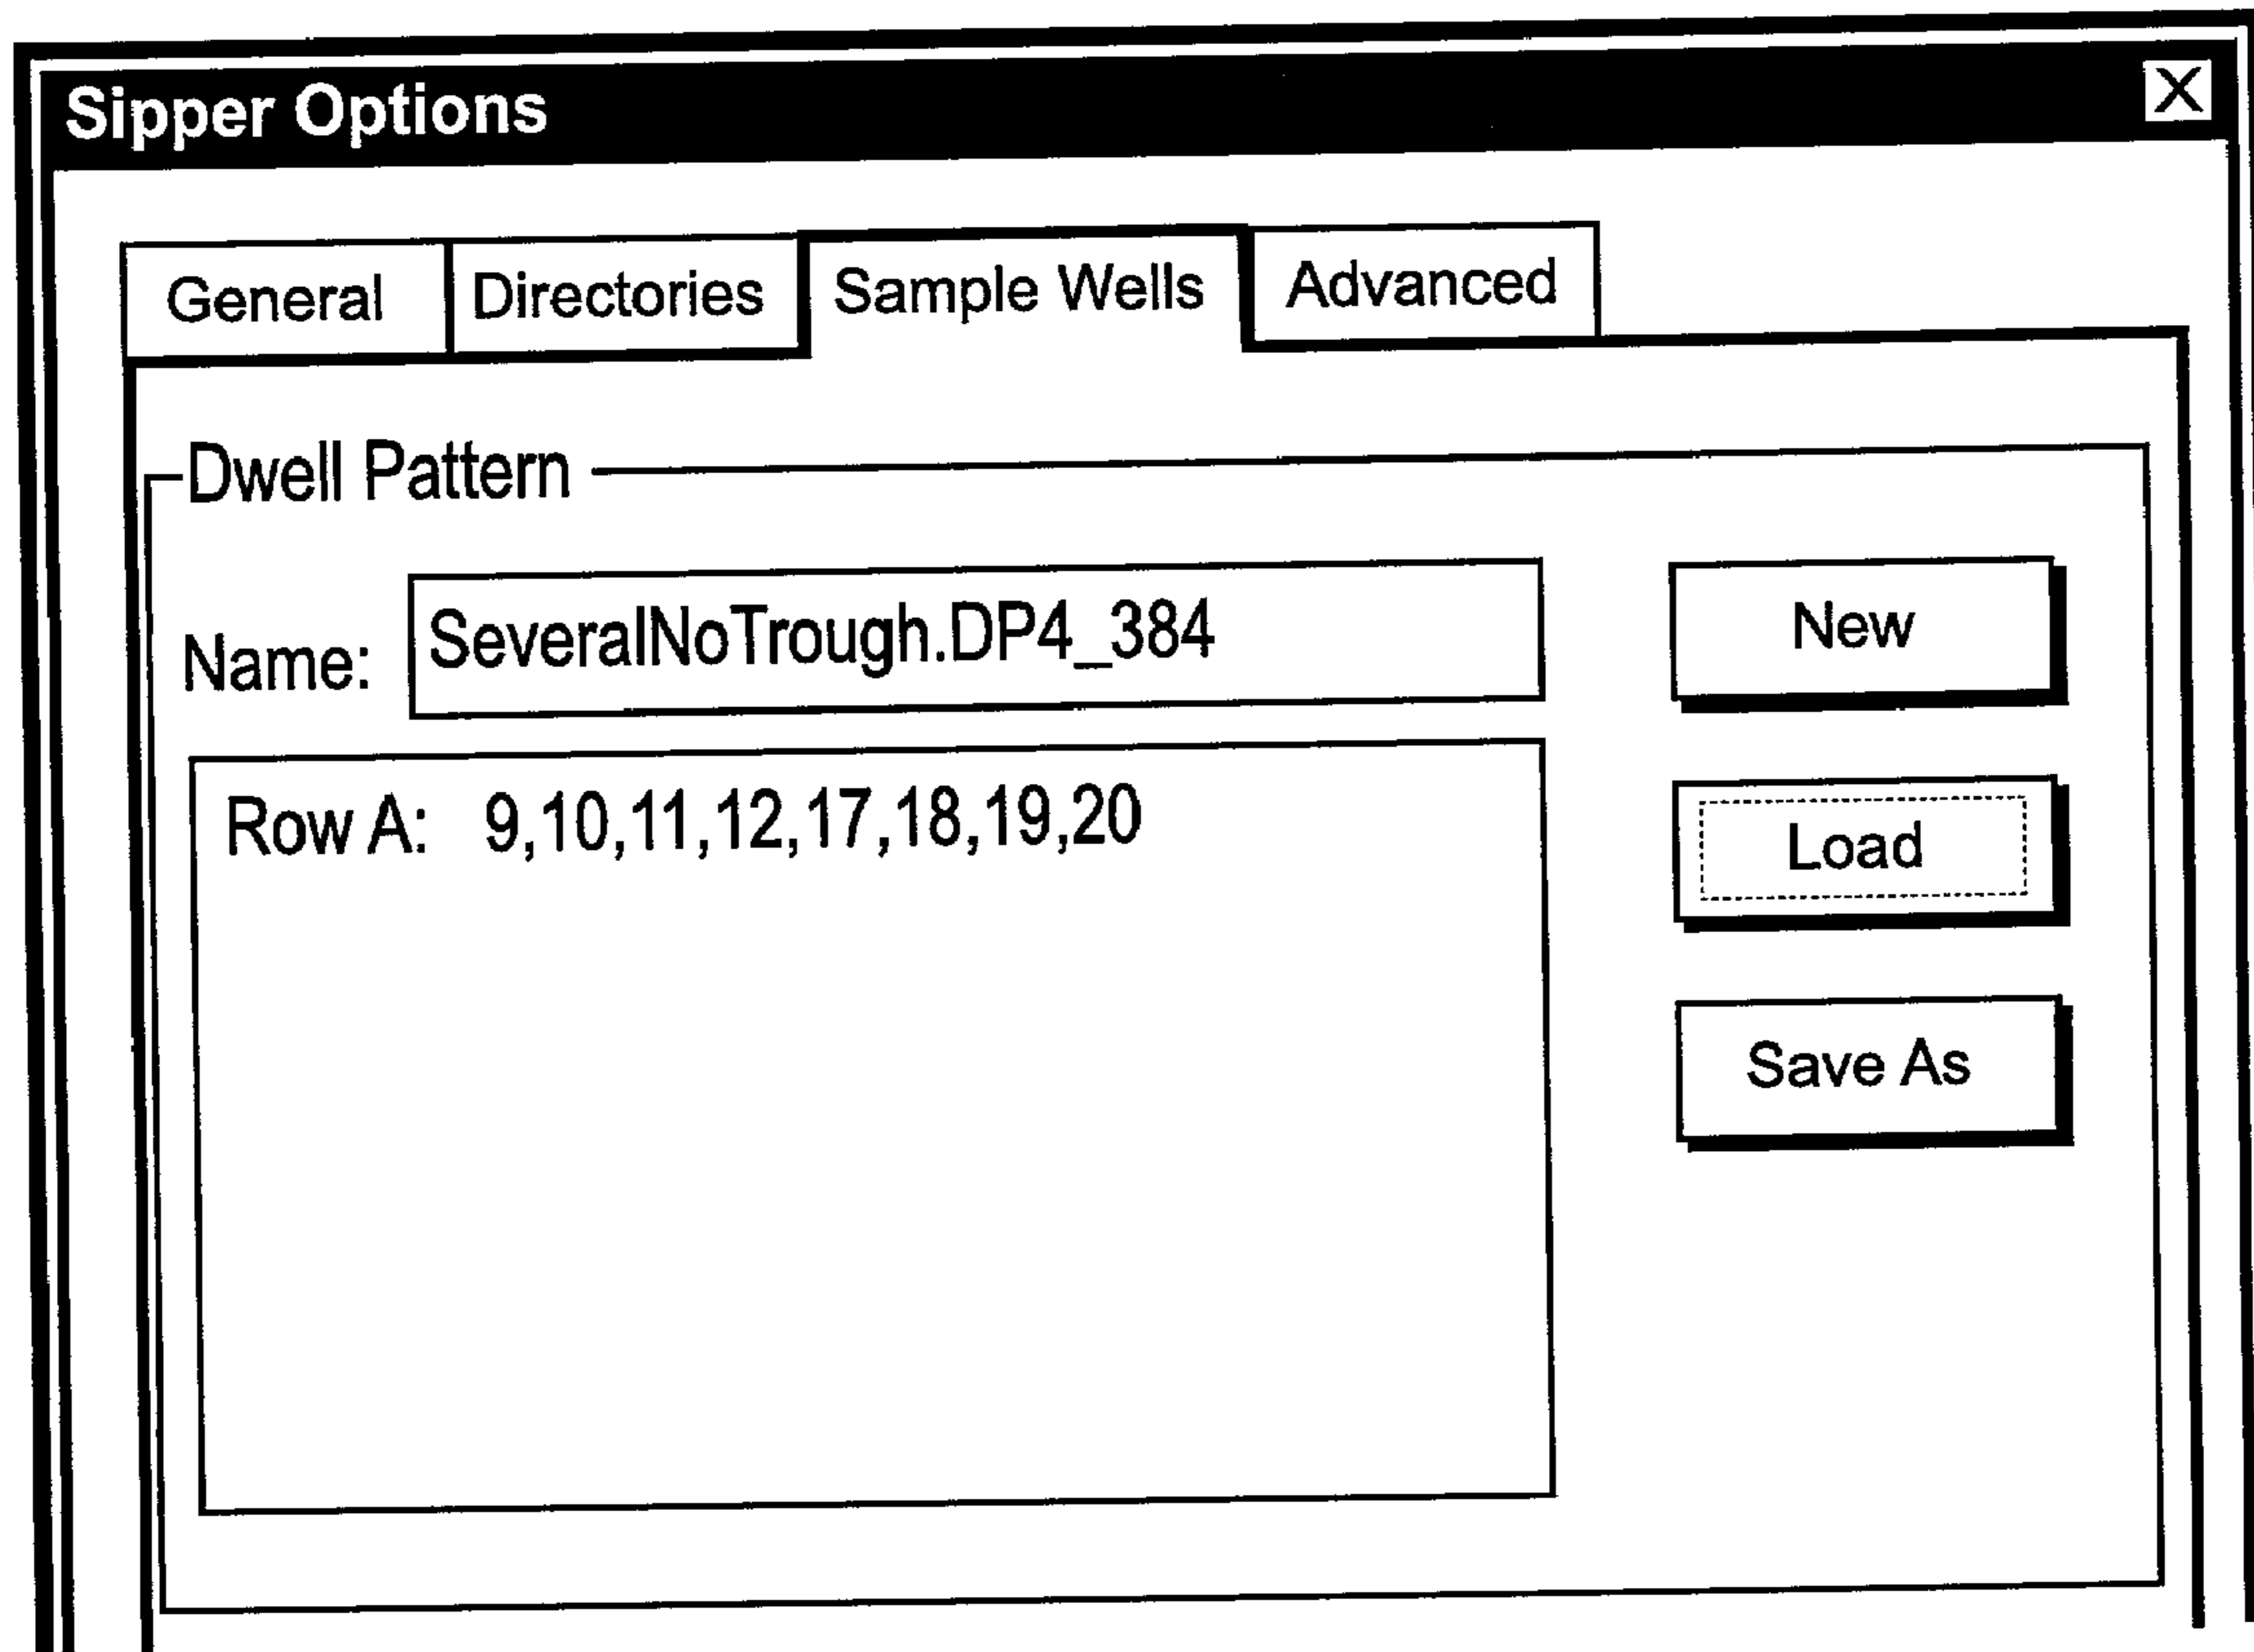 Sipper Options X
General Directories Sample Wells Advanced
Dwell Pattern
Name: SeveralNoTrough.DP4_384 New
Row A: 9,10,11,12,17,18,19,20
Load
Save As